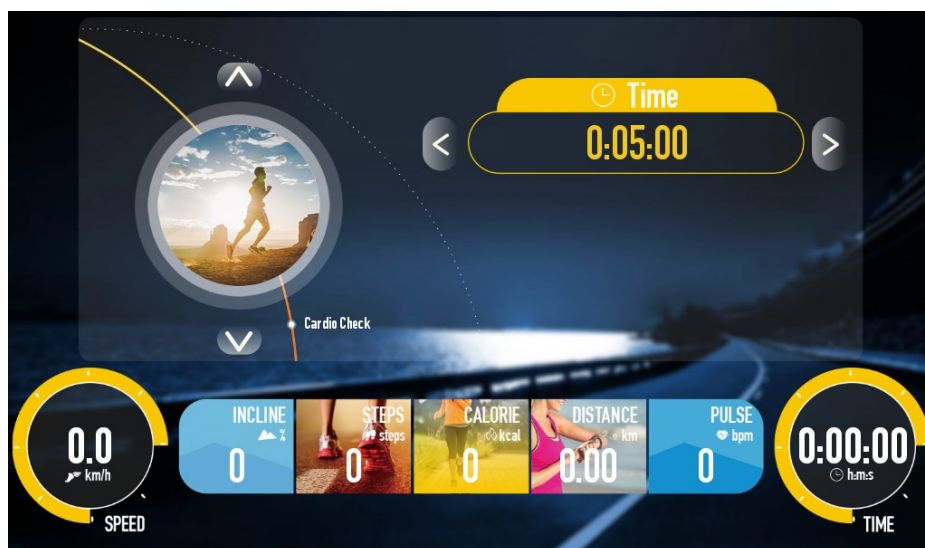 Time
0:05:00
Cardio Check
0.0
km/h
SPEED
INCLINE
%
0
STEPS
steps
0
CALORIE
kcal
0
DISTANCE
km
0.00
PULSE
bpm
0
0:00:00
h:m:s
TIME